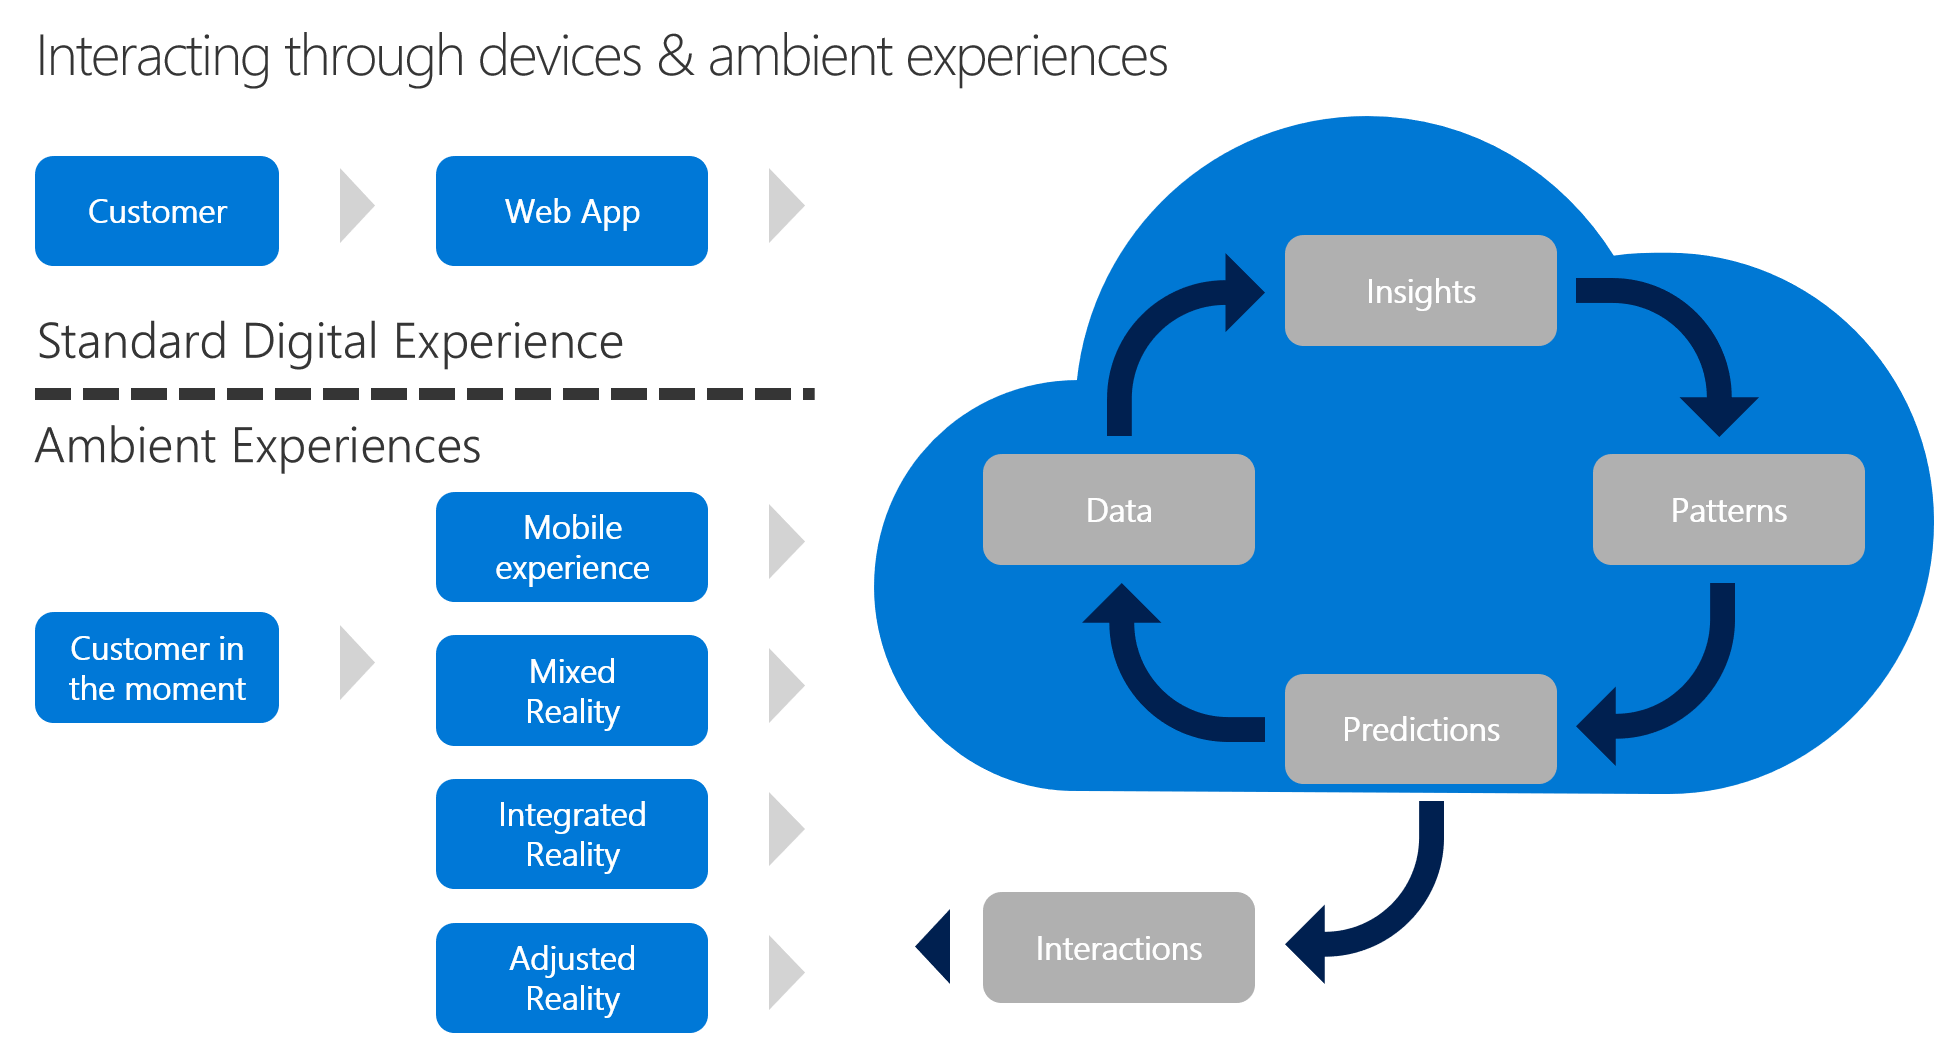 Interacting through devices & ambient experiences
Customer
Web App
Standard Digital Experience
Ambient Experiences
Customer in
the moment
Mobile
experience
Mixed
Reality
Integrated
Reality
Adjusted
Reality
Insights
Patterns
Predictions
Data
Interactions